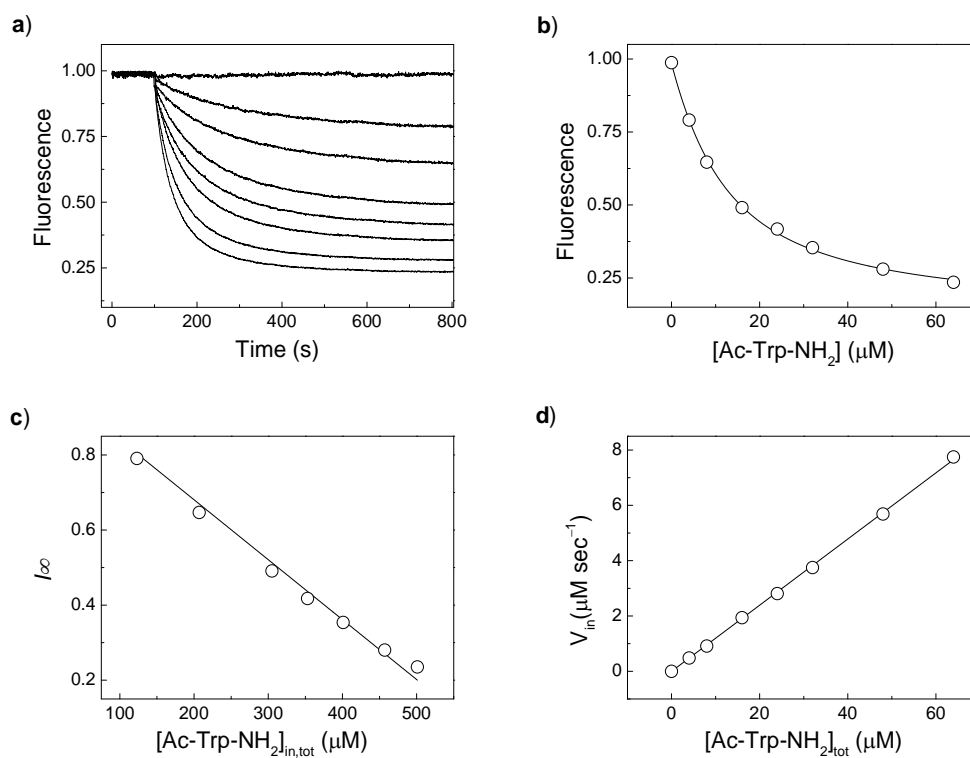 a)
1.00
0.75
0.50
0.25
Fluorescence
0 200 400 600 800
Time (s)
b)
1.00
0.75
0.50
0.25
Fluorescence
0 20 40 60
[Ac-Trp-NH₂] (μM)
c)
0.8
0.6
0.4
0.2
I∞
100 200 300 400 500
[Ac-Trp-NH₂]in,tot (μM)
d)
8
6
4
2
0
Vin(μM sec⁻¹)
0 20 40 60
[Ac-Trp-NH₂]tot (μM)